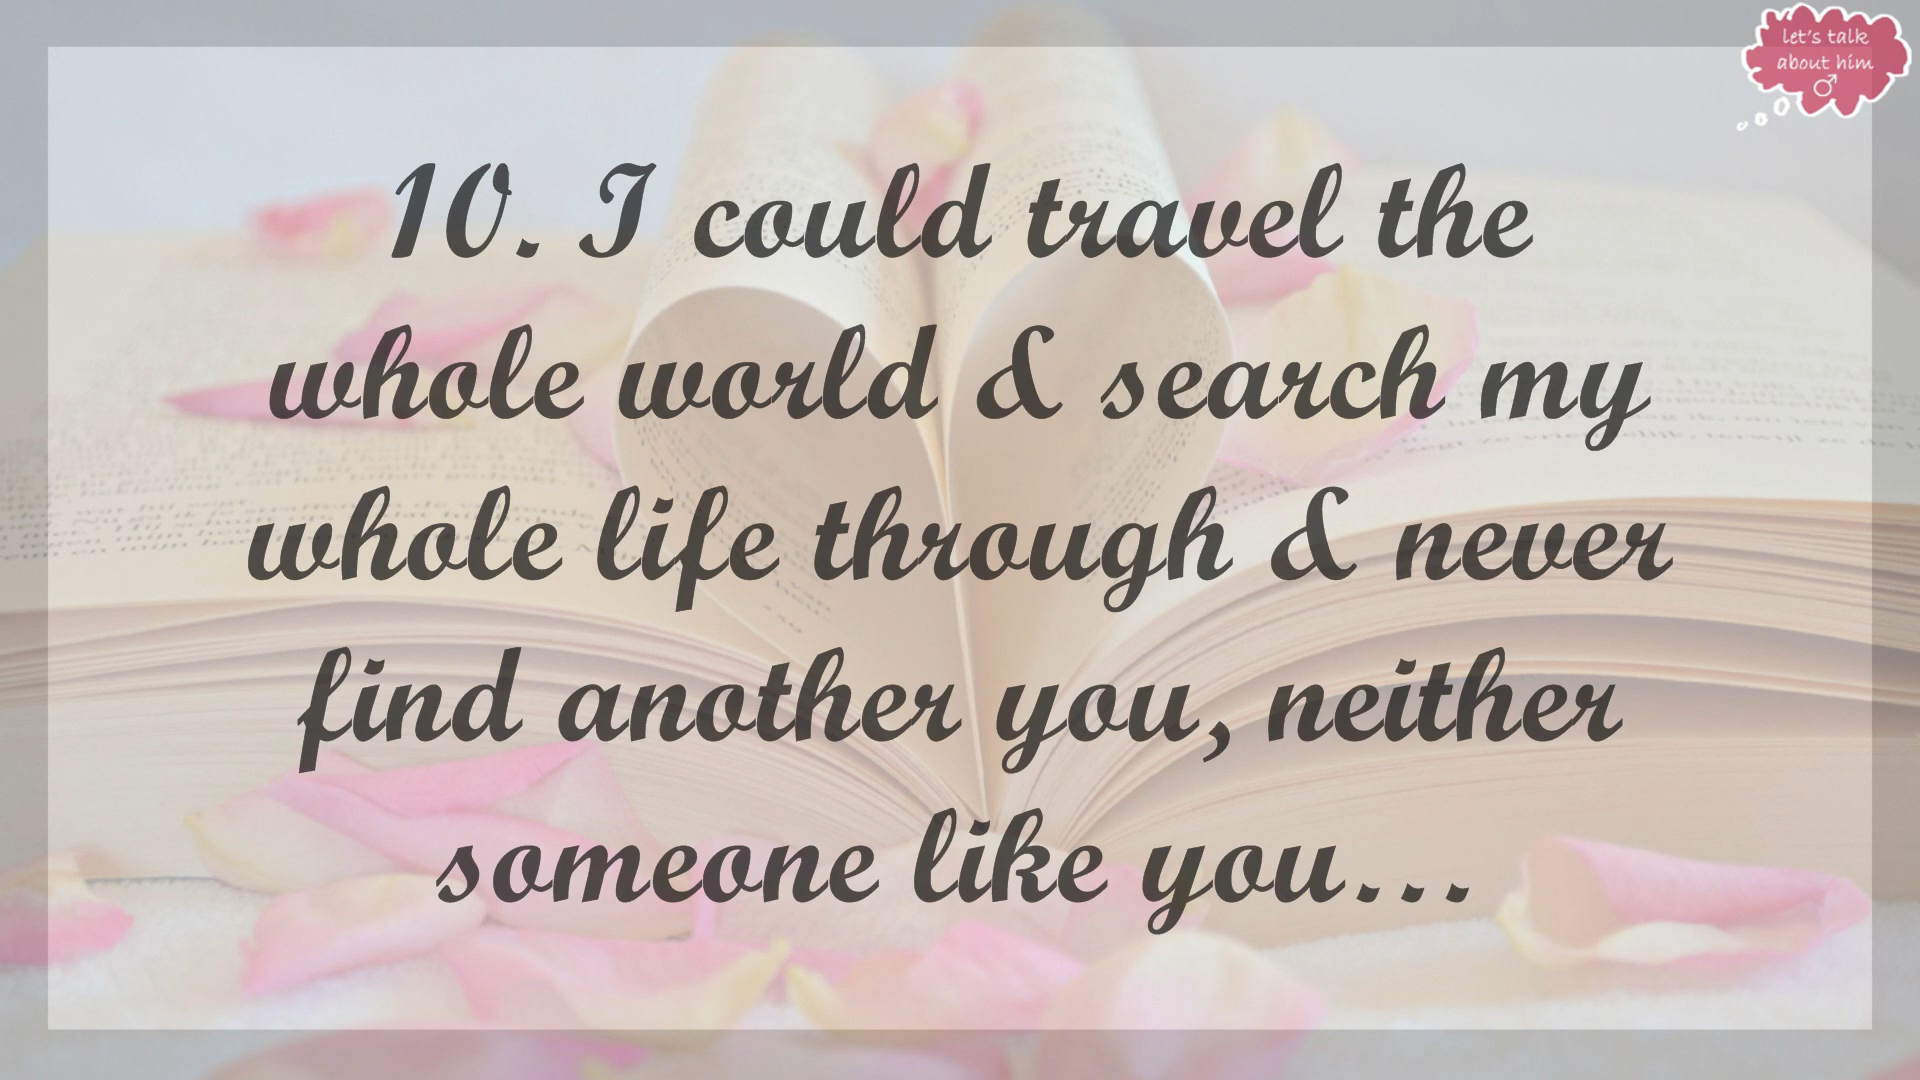 let's talk
about him
10. I could travel the
whole world & search my
whole life through & never
find another you, neither
someone like you...